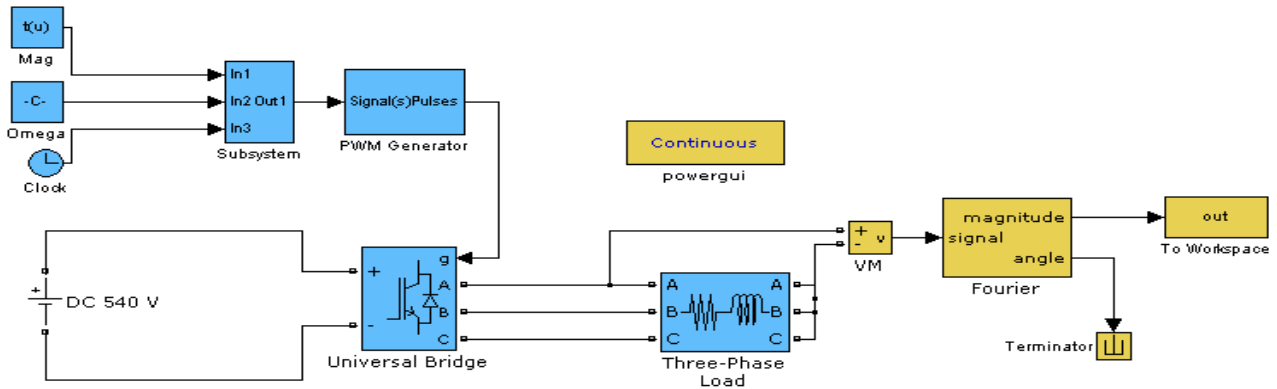 t(u)
Mag
-C-
Omega
Clock
In1
In2 Out1
In3
Subsystem
Signal(s)Pulses
PWM Generator
Continuous
powergui
+
DC 540 V
+
-
g
A
B
C
Universal Bridge
A
B
C
A
B
C
Three-Phase
Load
+
-
v
VM
signal
magnitude
angle
Fourier
out
To Workspace
Terminator